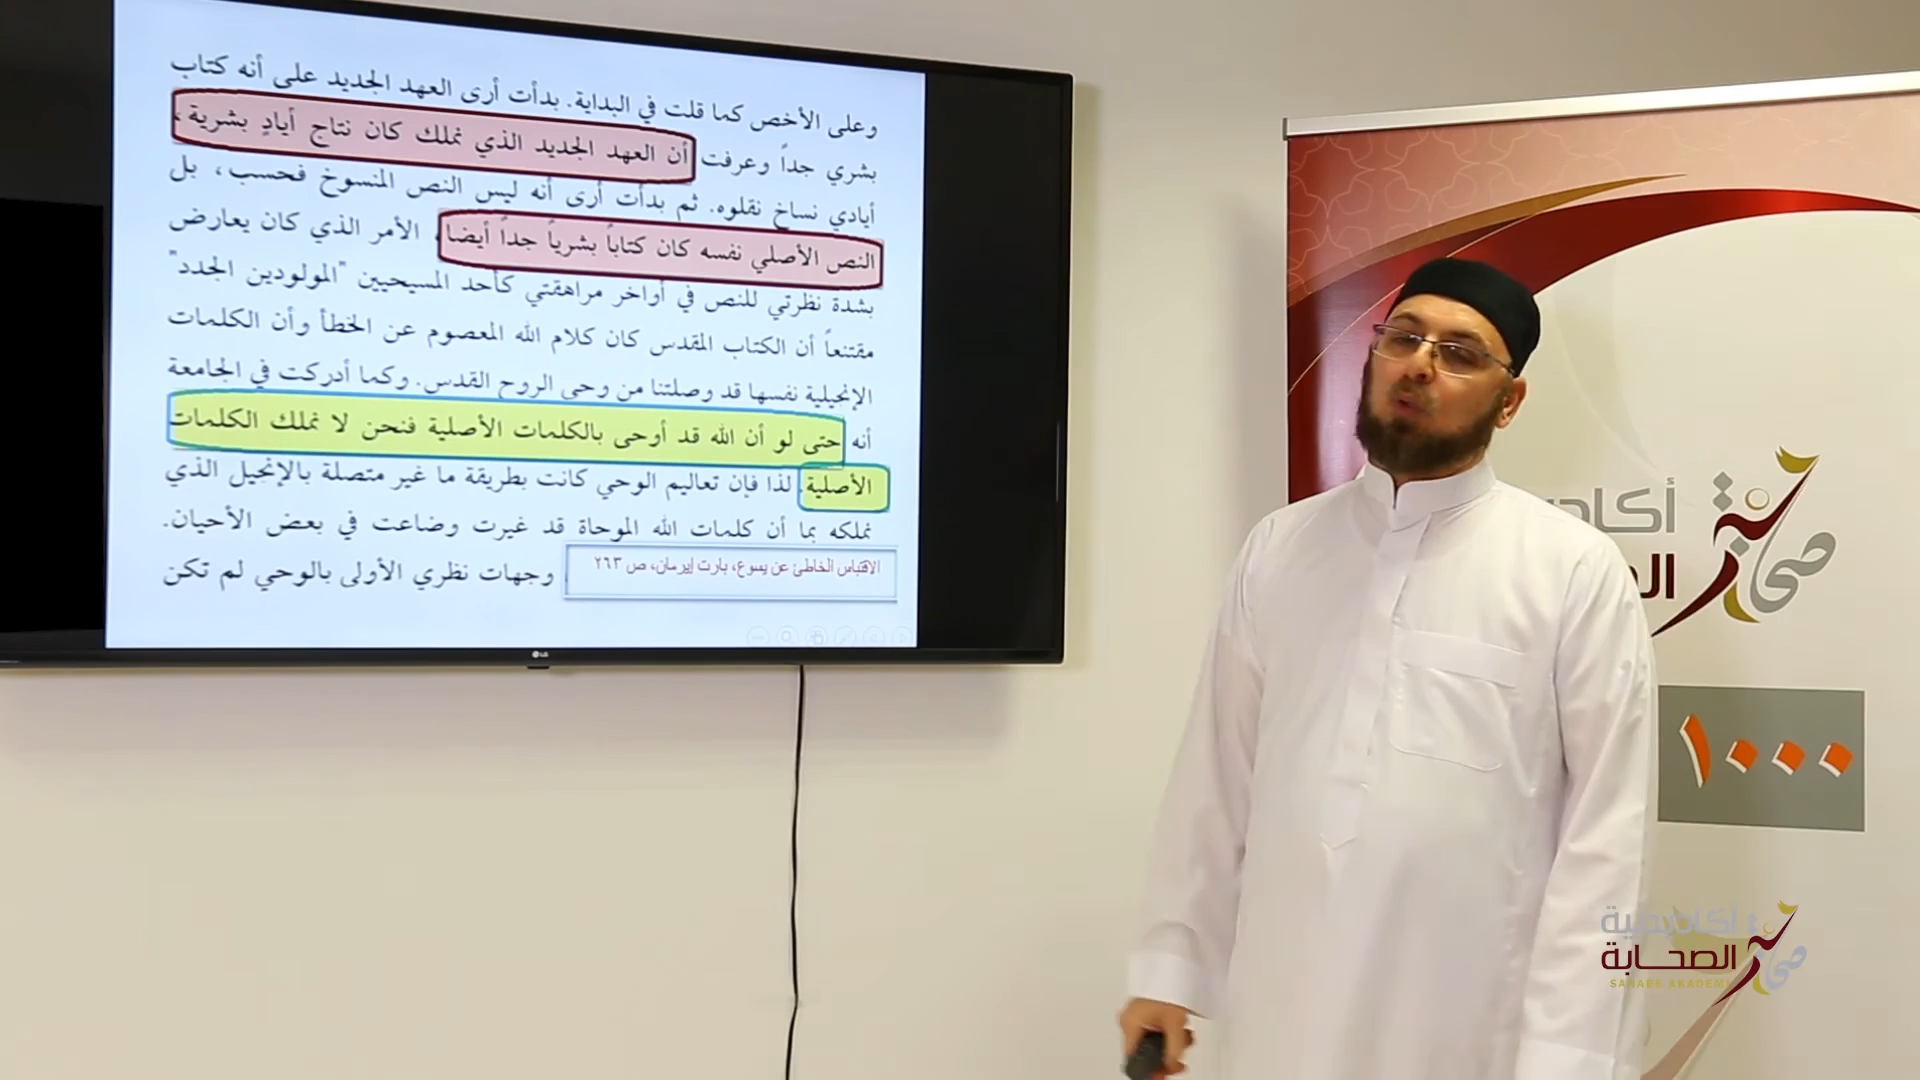 وعلى الأخص كما قلت في البداية. بدأت أرى العهد الجديد على أنه كتاب
بشري جداً وعرفت أن العهد الجديد الذي نملك كان نتاج أيادٍ بشرية،
أيادي نساخ نقلوه. ثم بدأت أرى أنه ليس النص المنسوخ فحسب، بل
النص الأصلي نفسه كان كتاباً بشرياً جداً أيضا، الأمر الذي كان يعارض
بشدة نظرتي للنص في أواخر مراهقتي كأحد المسيحيين "المولودين الجدد"
مقتنعاً أن الكتاب المقدس كان كلام الله المعصوم عن الخطأ وأن الكلمات
الإنجيلية نفسها قد وصلتنا من وحي الروح القدس. وكما أدركت في الجامعة
أنه حتى لو أن الله قد أوحى بالكلمات الأصلية فنحن لا نملك الكلمات
الأصلية. لذا فإن تعاليم الوحي كانت بطريقة ما غير متصلة بالإنجيل الذي
نملكه بما أن كلمات الله الموحاة قد غيرت وضاعت في بعض الأحيان.
الاقتباس الخاطئ عن يسوع، بارت إيرمان، ص ٢٦٣
وجهات نظري الأولى بالوحي لم تكن
LG
صحابة
١٠٠٠
أكاديمية
الصحابة
SAHABE AKADEMI